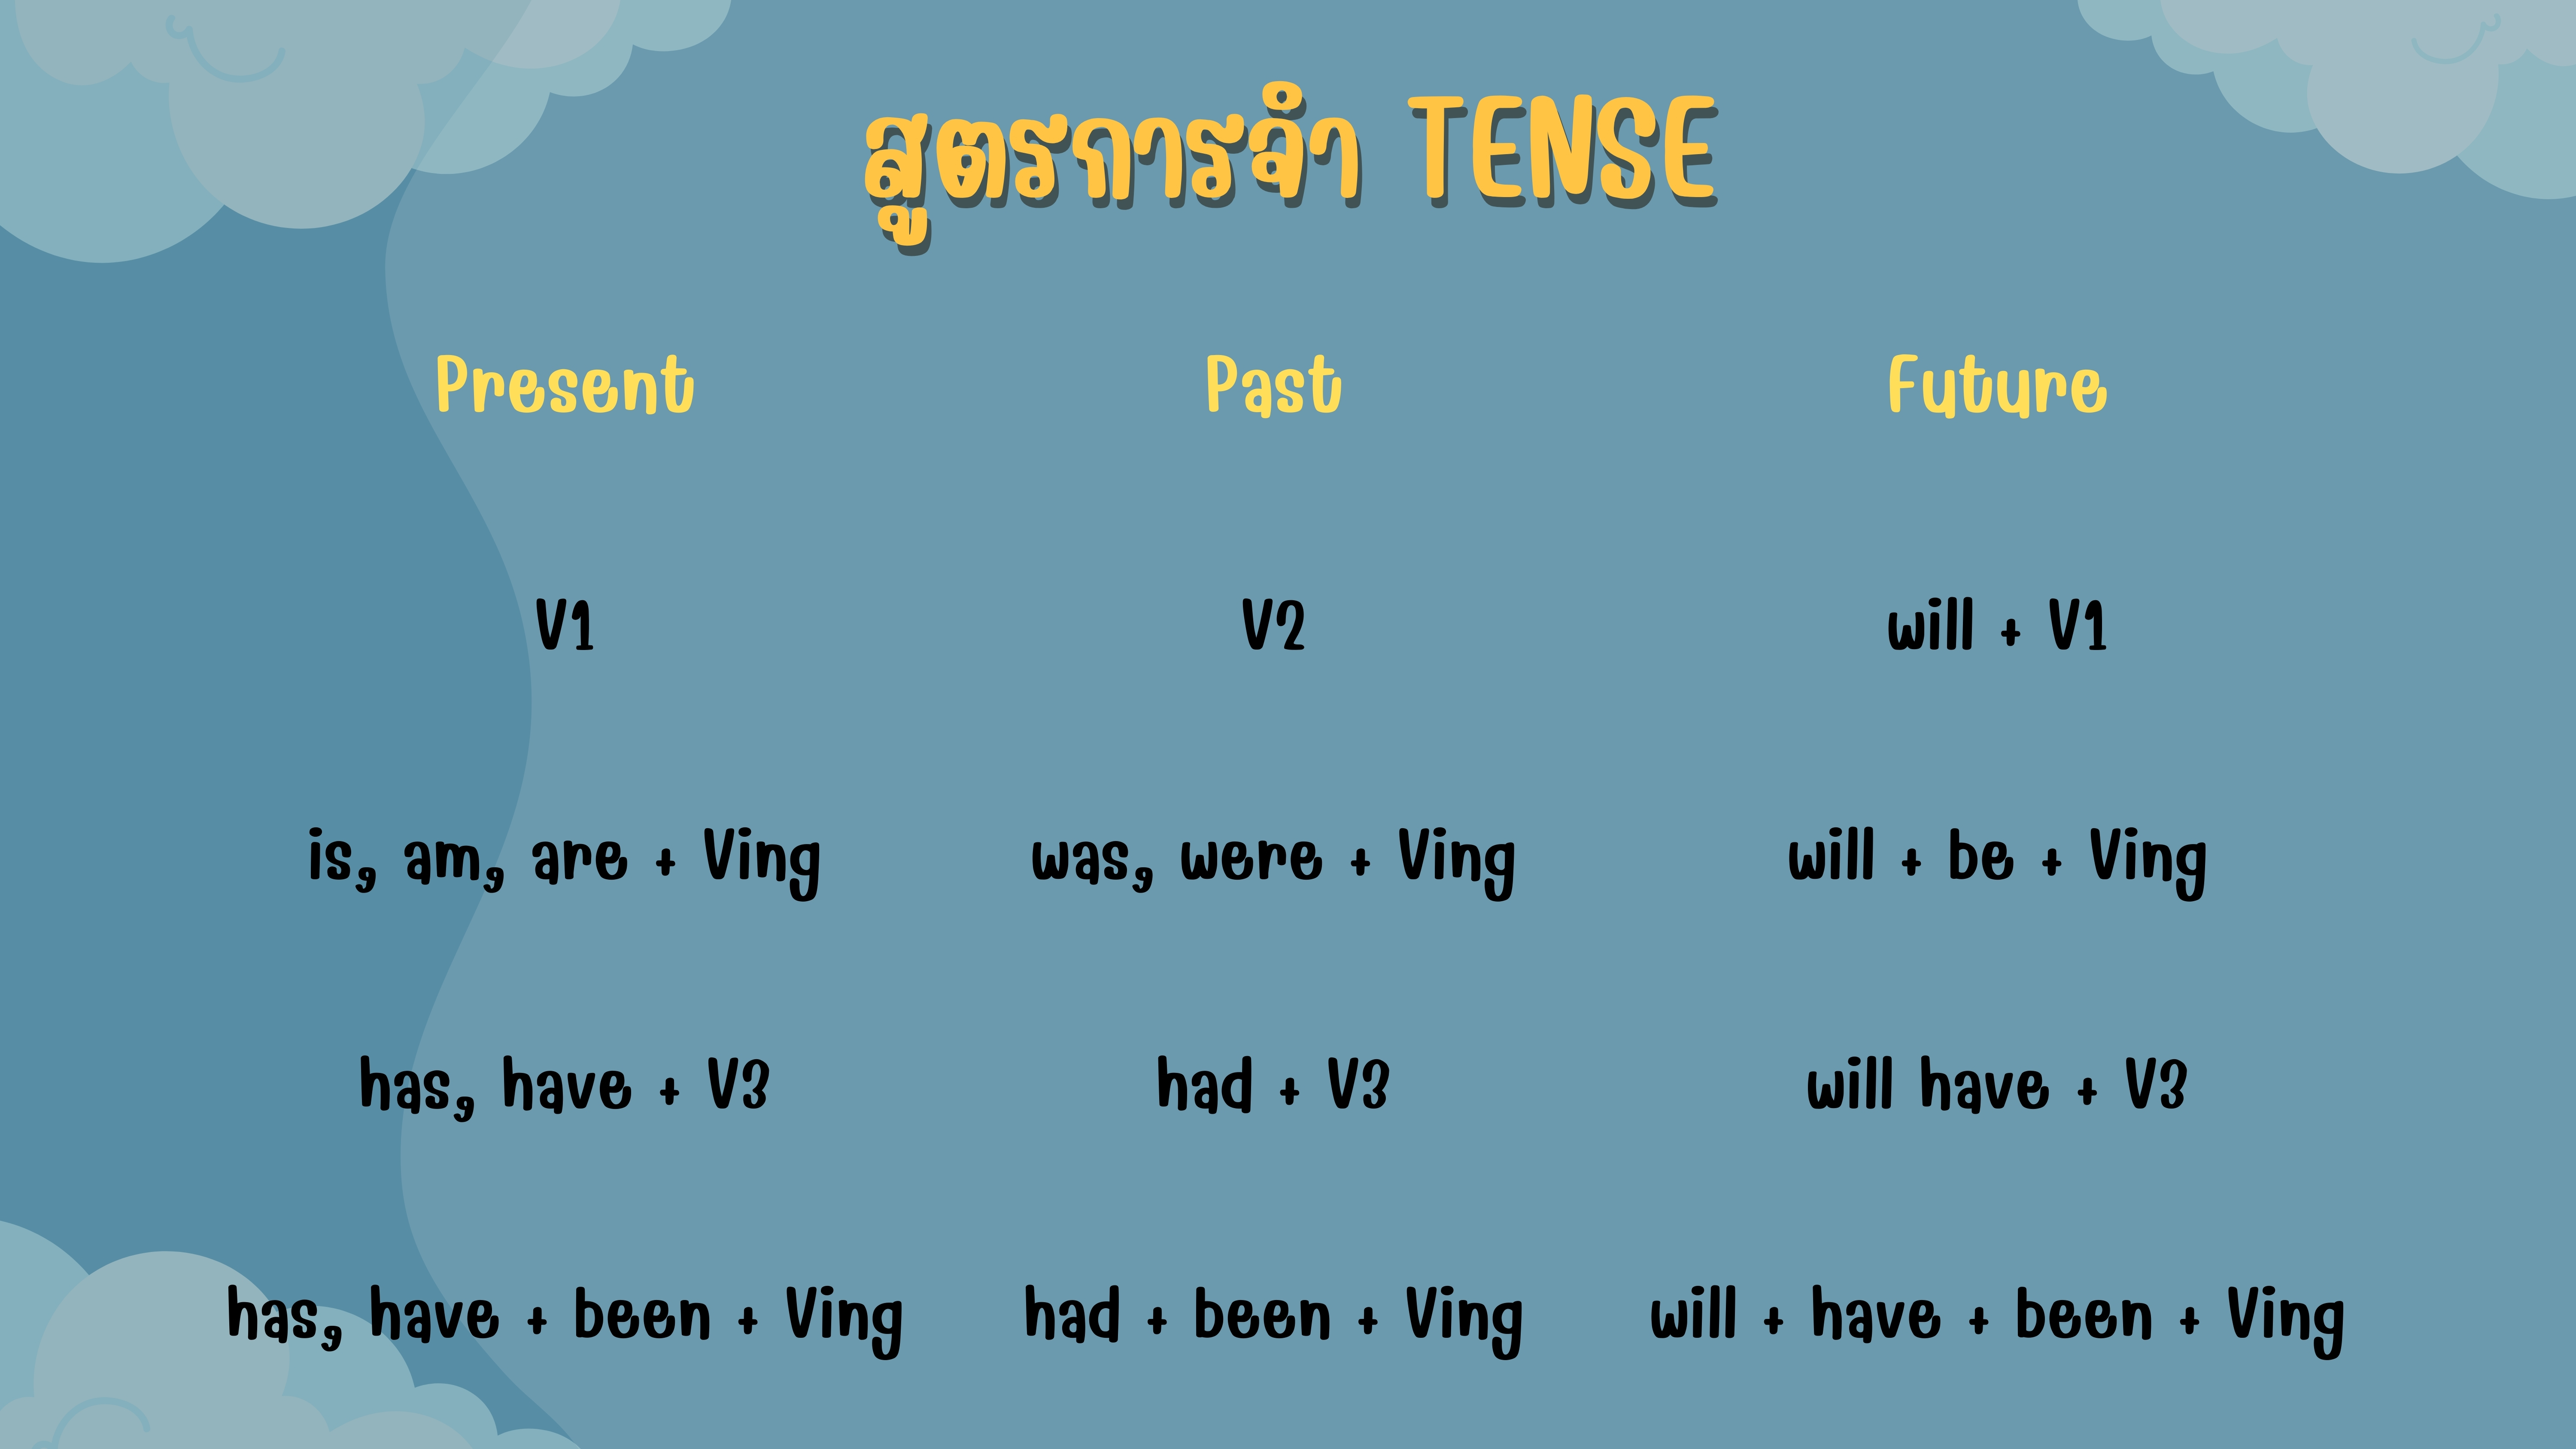 สูตรการจำ TENSE
Present Past Future
V1 V2 will + V1
is, am, are + Ving was, were + Ving will + be + Ving
has, have + V3 had + V3 will have + V3
has, have + been + Ving had + been + Ving will + have + been + Ving